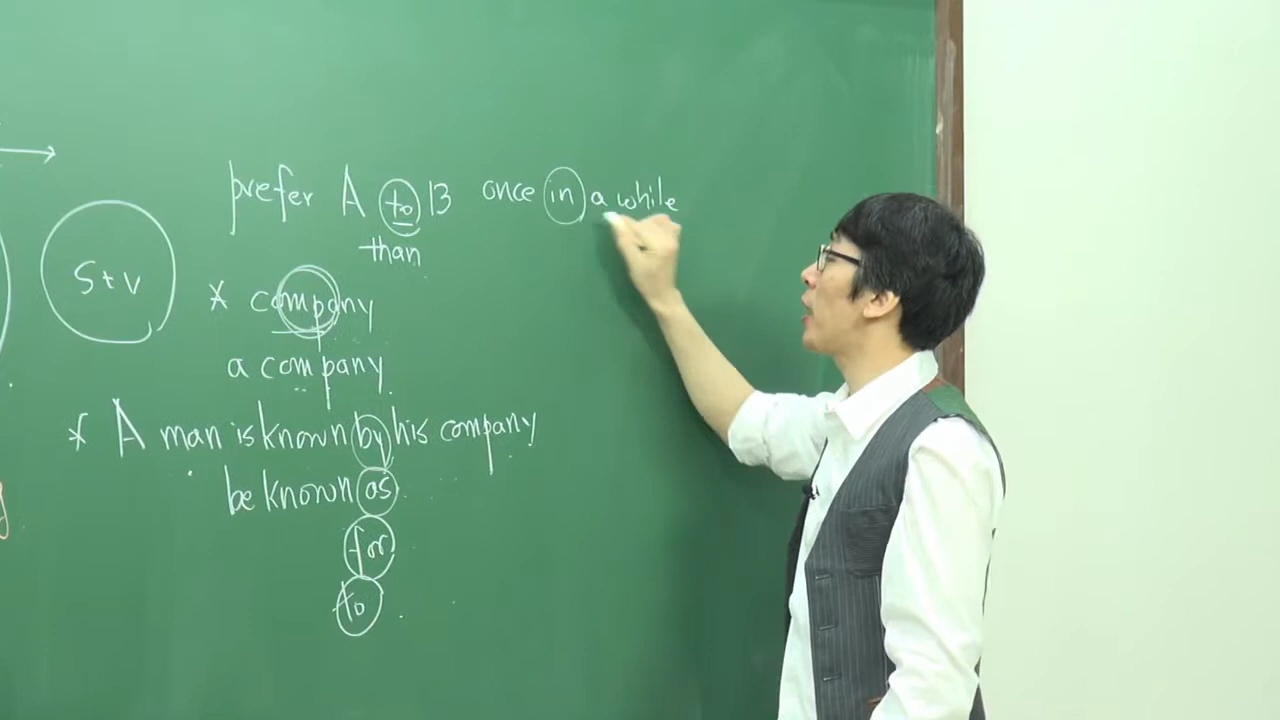 prefer A to B once in a while
than
S+V
* company
a company
* A man is known by his company
be known as
for
to